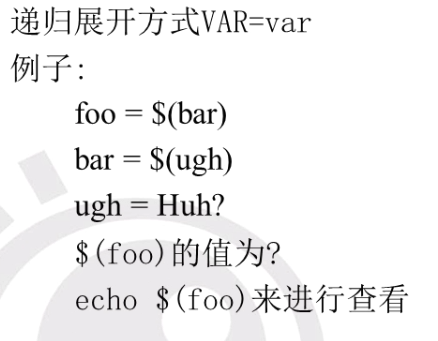 递归展开方式VAR=var
例子:
foo = $(bar)
bar = $(ugh)
ugh = Huh?
$(foo)的值为?
echo $(foo)来进行查看